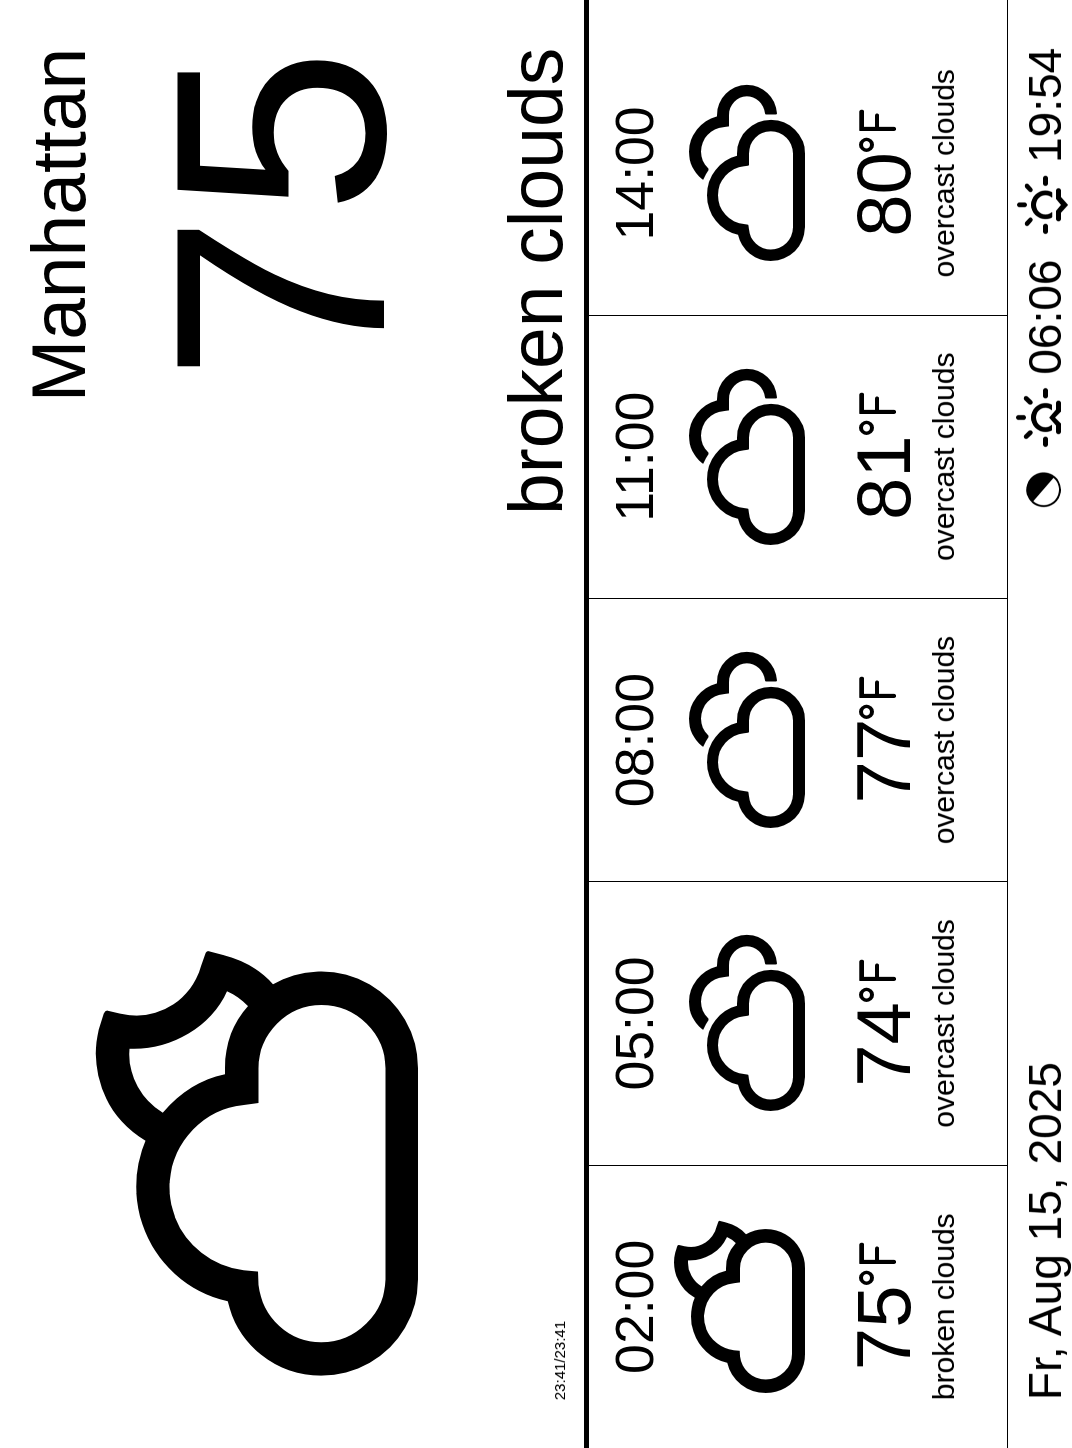 Manhattan
75
broken clouds
23:41/23:41
02:00 05:00 08:00 11:00 14:00
75°F 74°F 77°F 81°F 80°F
broken clouds overcast clouds overcast clouds overcast clouds overcast clouds
Fr, Aug 15, 2025 06:06 19:54